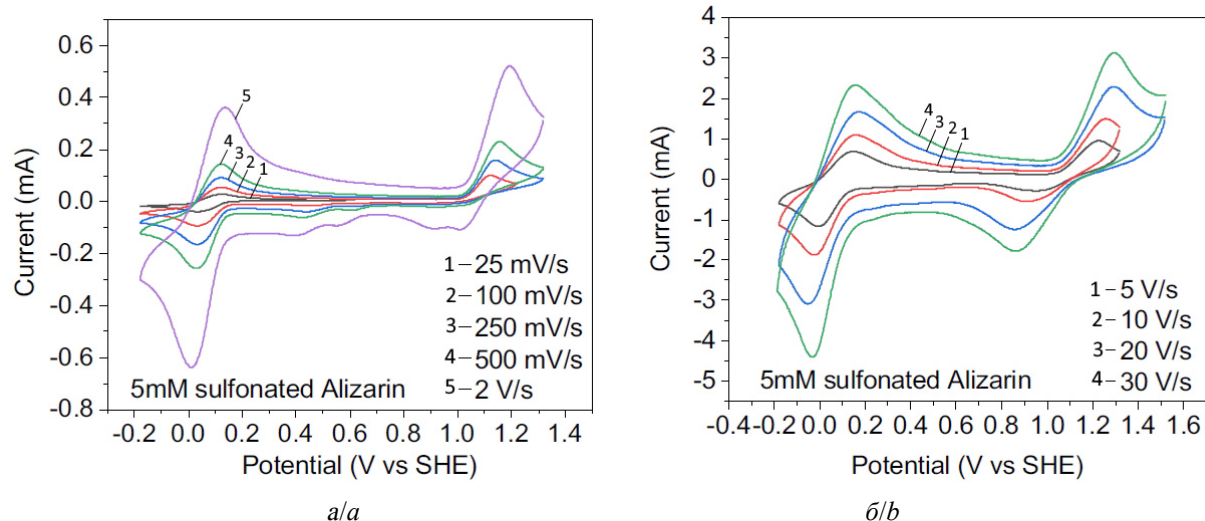 0.6
0.4
0.2
0.0
-0.2
-0.4
-0.6
-0.8
Current (mA)
5
4
3
2
1
1–25 mV/s
2–100 mV/s
3–250 mV/s
4–500 mV/s
5–2 V/s
5mM sulfonated Alizarin
-0.2 0.0 0.2 0.4 0.6 0.8 1.0 1.2 1.4
Potential (V vs SHE)
a/a
4
3
2
1
0
-1
-2
-3
-4
-5
Current (mA)
4 3 2 1
1–5 V/s
2–10 V/s
3–20 V/s
4–30 V/s
5mM sulfonated Alizarin
-0.4 -0.2 0.0 0.2 0.4 0.6 0.8 1.0 1.2 1.4 1.6
Potential (V vs SHE)
б/b